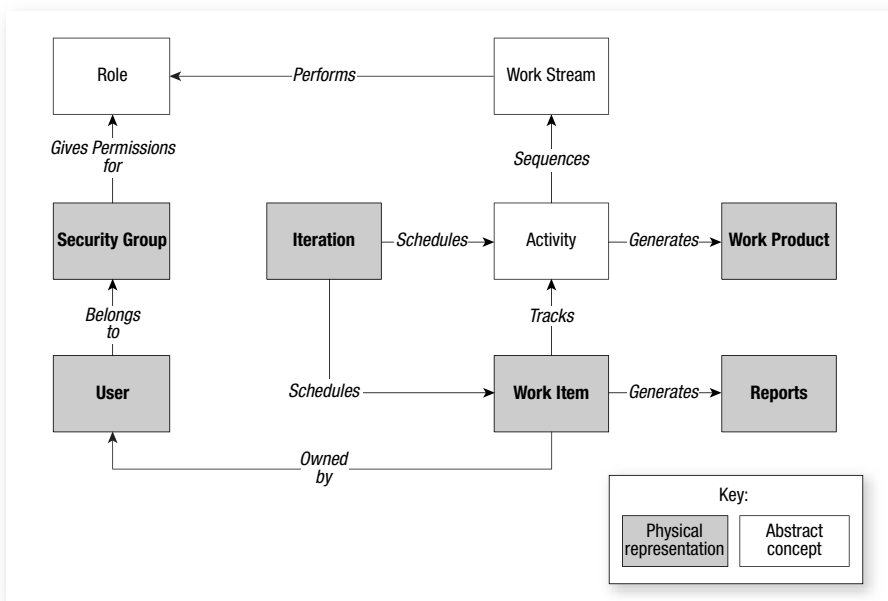 Role
Performs
Work Stream
Gives Permissions
for
Sequences
Security Group
Iteration
Schedules
Activity
Generates
Work Product
Belongs
to
Tracks
User
Schedules
Work Item
Generates
Reports
Owned
by
Key:
Physical
representation
Abstract
concept